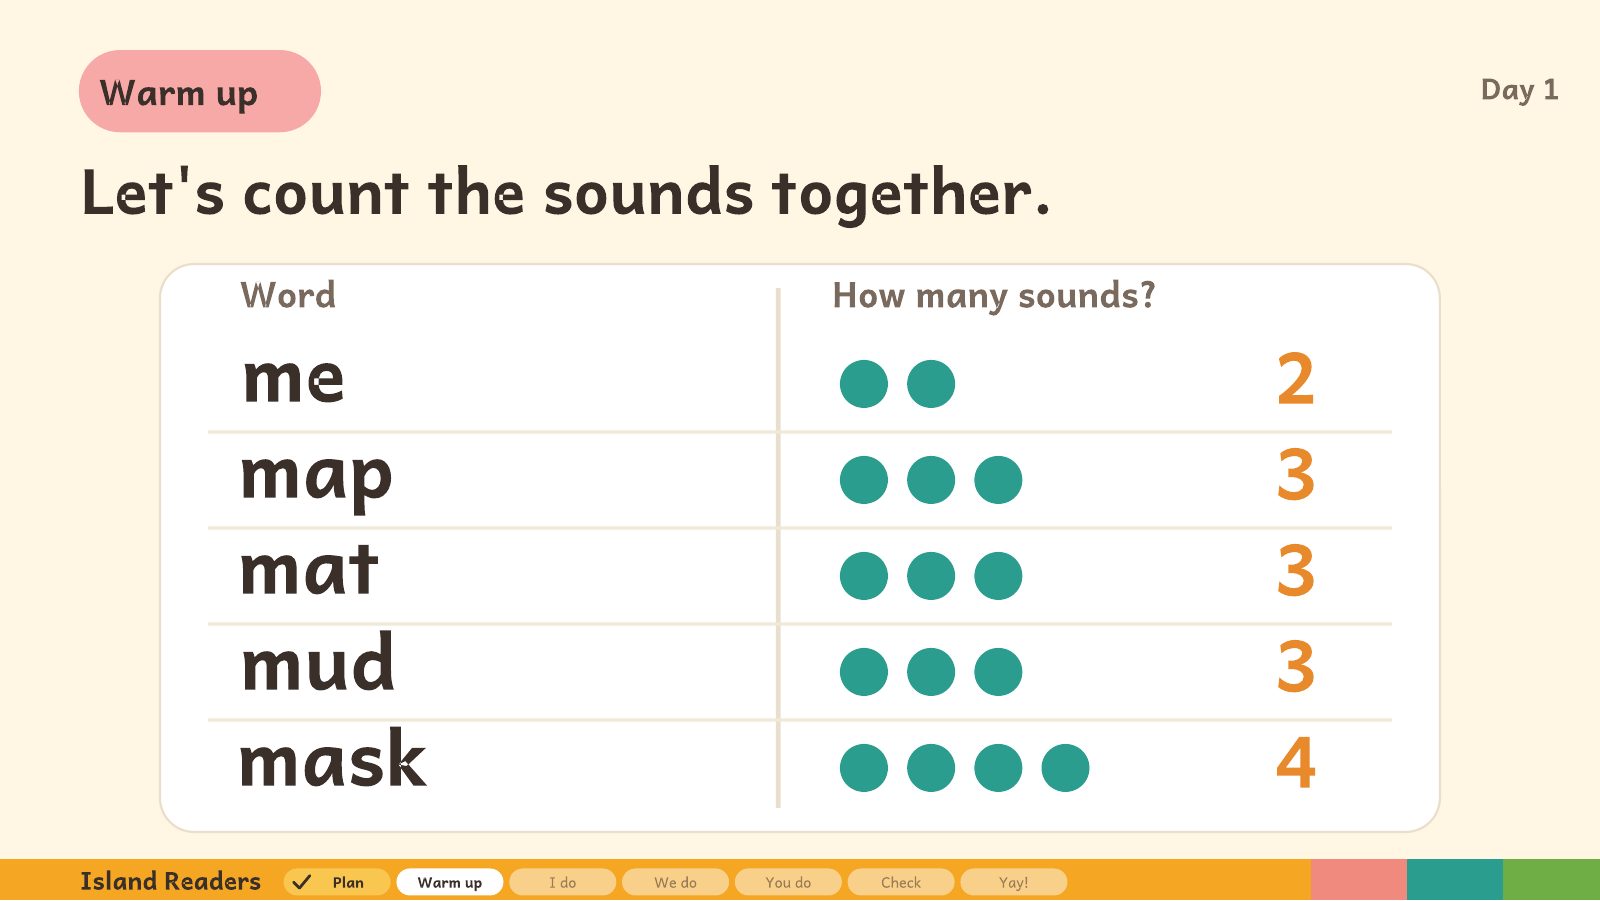 Warm up
Day 1
Let's count the sounds together.
Word How many sounds?
me 2
map 3
mat 3
mud 3
mask 4
Island Readers Plan Warm up I do We do You do Check Yay!